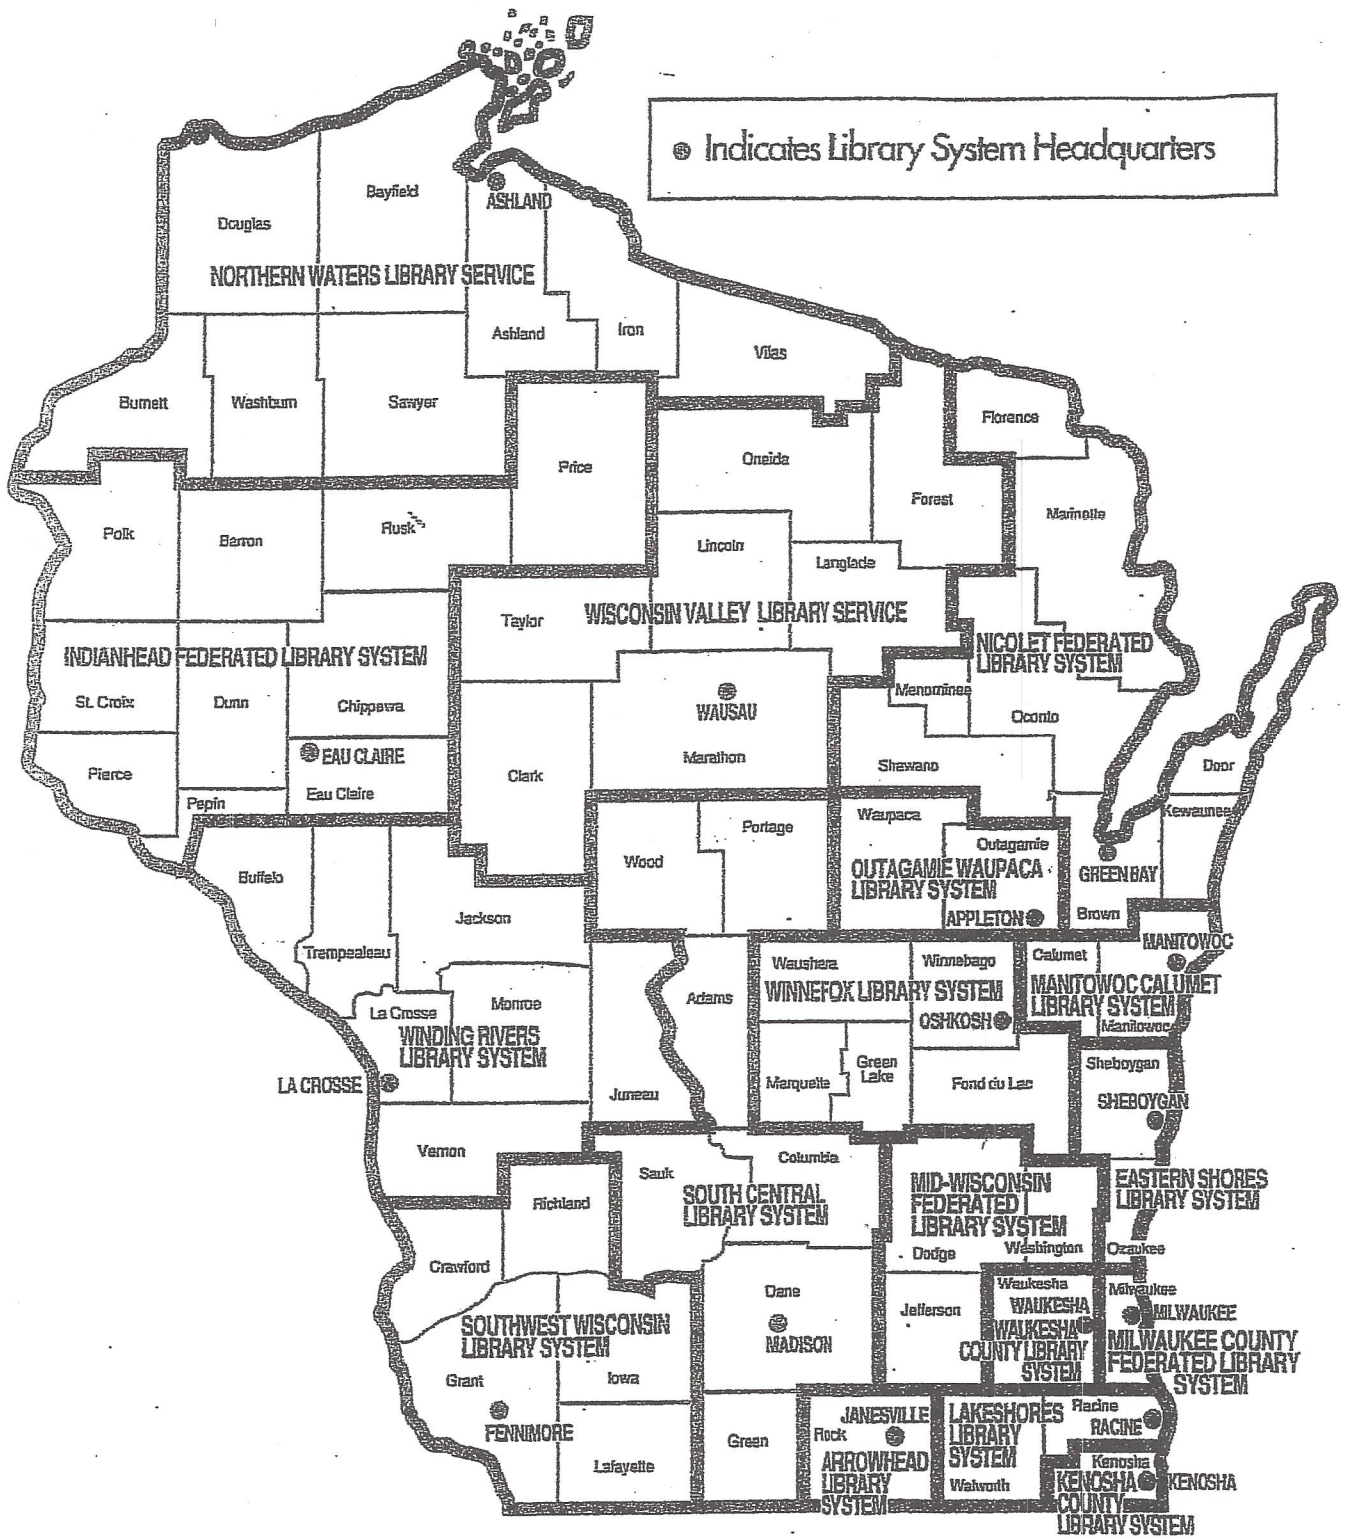 Indicates Library System Headquarters
Bayfield
ASHLAND
Douglas
NORTHERN WATERS LIBRARY SERVICE
Ashland
Iron
Vilas
Burnett
Washburn
Sawyer
Florence
Price
Oneida
Forest
Marinette
Polk
Barron
Rusk
Lincoln
Langlade
Taylor
WISCONSIN VALLEY LIBRARY SERVICE
NICOLET FEDERATED
LIBRARY SYSTEM
INDIANHEAD FEDERATED LIBRARY SYSTEM
St. Croix
Dunn
Chippewa
WAUSAU
Menominee
Oconto
EAU CLAIRE
Marathon
Shawano
Door
Pierce
Clark
Eau Claire
Pepin
Waupaca
Kewaunee
Portage
Wood
Outagamie
OUTAGAMIE WAUPACA
LIBRARY SYSTEM
GREEN BAY
Buffalo
APPLETON
Brown
Jackson
MANITOWOC
Trempealeau
Waushara
Winnebago
Calumet
WINNEFOX LIBRARY SYSTEM
MANITOWOC CALUMET
LIBRARY SYSTEM
Adams
Monroe
La Crosse
OSHKOSH
Manitowoc
WINDING RIVERS
LIBRARY SYSTEM
Green
Lake
Sheboygan
LA CROSSE
Marquette
Fond du Lac
Juneau
SHEBOYGAN
Vernon
Columbia
Sauk
SOUTH CENTRAL
LIBRARY SYSTEM
MID-WISCONSIN
FEDERATED
LIBRARY SYSTEM
EASTERN SHORES
LIBRARY SYSTEM
Richland
Dodge
Washington
Ozaukee
Crawford
Dane
Waukesha
Milwaukee
Jefferson
WAUKESHA
MILWAUKEE
SOUTHWEST WISCONSIN
LIBRARY SYSTEM
MADISON
WAUKESHA
COUNTY LIBRARY
SYSTEM
MILWAUKEE COUNTY
FEDERATED LIBRARY
SYSTEM
Grant
Iowa
FENNIMORE
JANESVILLE
LAKESHORES
LIBRARY
SYSTEM
Racine
RACINE
Rock
Green
Lafayette
ARROWHEAD
LIBRARY
SYSTEM
Walworth
Kenosha
KENOSHA
COUNTY
LIBRARY SYSTEM
KENOSHA